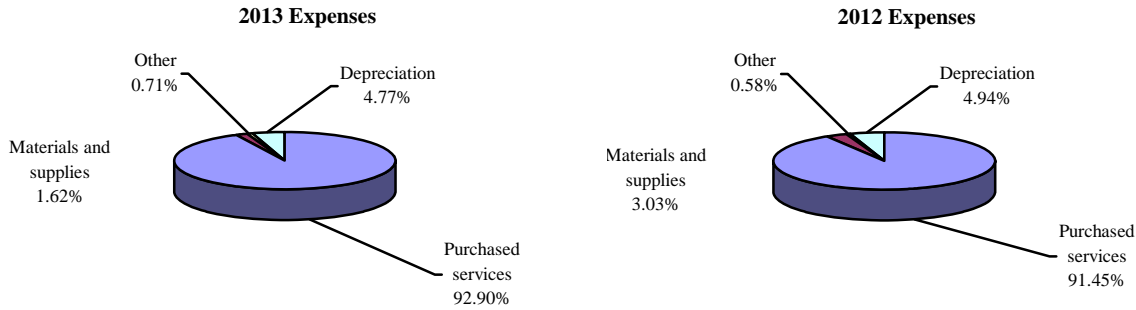 2013 Expenses
Other
0.71%
Depreciation
4.77%
Materials and
supplies
1.62%
Purchased
services
92.90%
2012 Expenses
Other
0.58%
Depreciation
4.94%
Materials and
supplies
3.03%
Purchased
services
91.45%